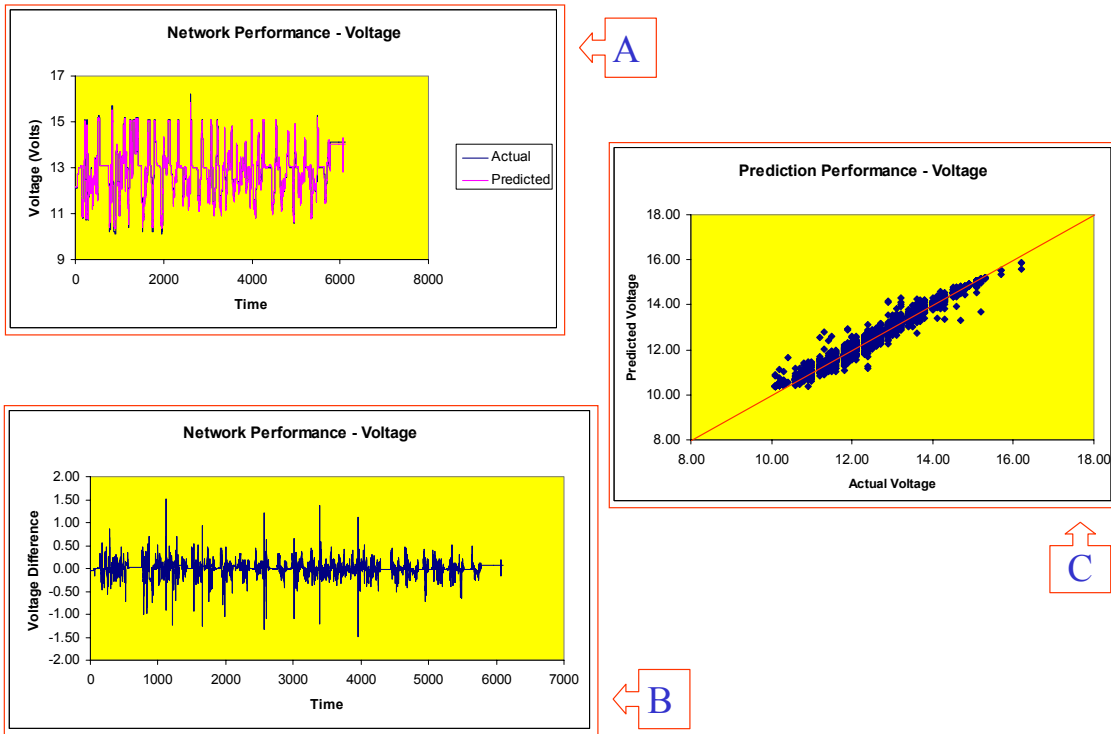 Network Performance - Voltage
Voltage (Volts)
17
15
13
11
9
0 2000 4000 6000 8000
Time
Actual
Predicted
A
Prediction Performance - Voltage
Predicted Voltage
18.00
16.00
14.00
12.00
10.00
8.00
8.00 10.00 12.00 14.00 16.00 18.00
Actual Voltage
C
Network Performance - Voltage
Voltage Difference
2.00
1.50
1.00
0.50
0.00
-0.50
-1.00
-1.50
-2.00
0 1000 2000 3000 4000 5000 6000 7000
Time
B